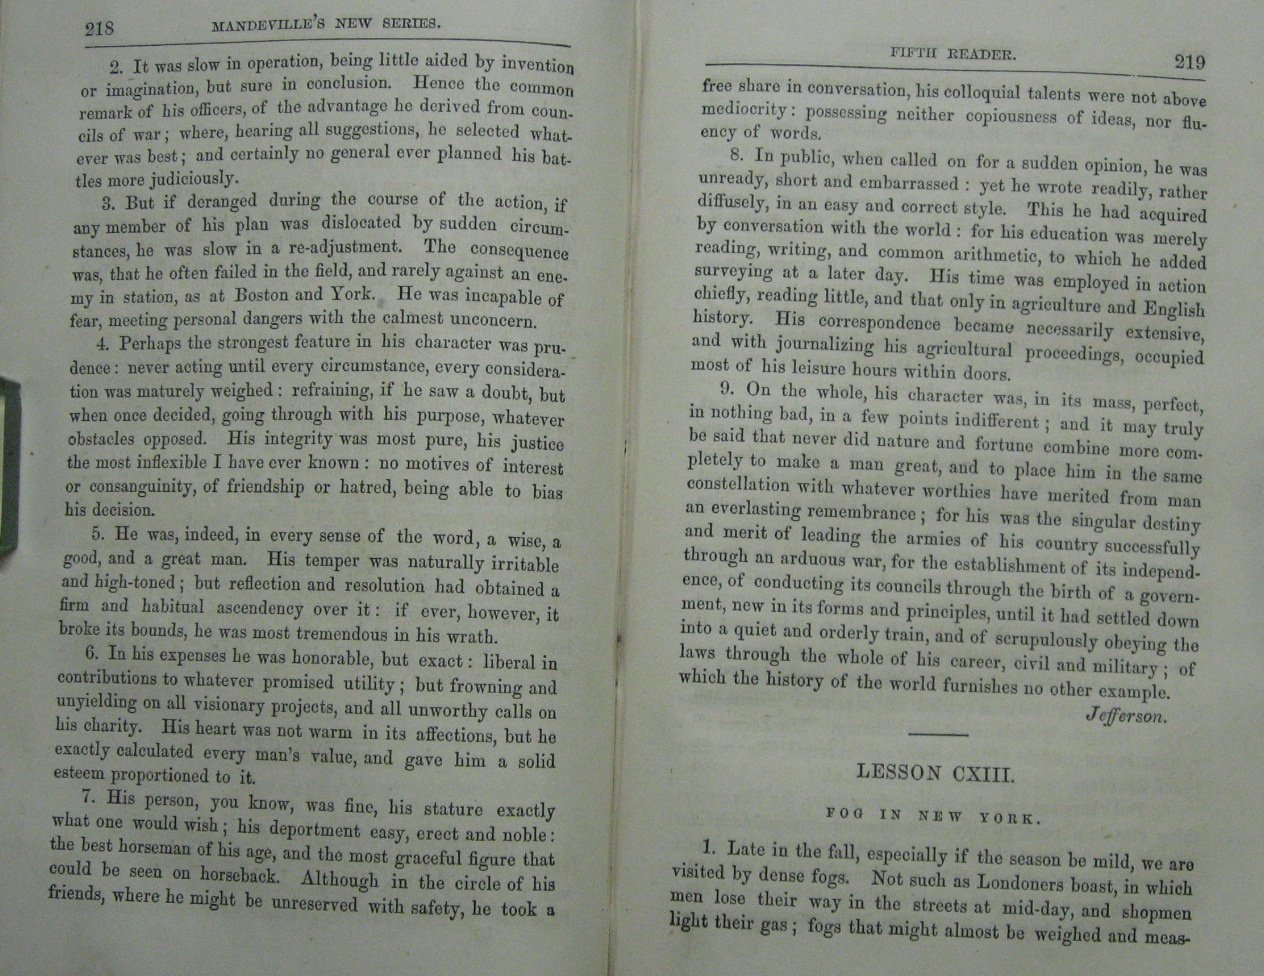 218
MANDEVILLE'S NEW SERIES.
2. It was slow in operation, being little aided by invention
or imagination, but sure in conclusion. Hence the common
remark of his officers, of the advantage he derived from coun-
cils of war; where, hearing all suggestions, he selected what-
ever was best; and certainly no general ever planned his bat-
tles more judiciously.
3. But if deranged during the course of the action, if
any member of his plan was dislocated by sudden circum-
stances, he was slow in a re-adjustment. The consequence
was, that he often failed in the field, and rarely against an ene-
my in station, as at Boston and York. He was incapable of
fear, meeting personal dangers with the calmest unconcern.
4. Perhaps the strongest feature in his character was pru-
dence: never acting until every circumstance, every considera-
tion was maturely weighed: refraining, if he saw a doubt, but
when once decided, going through with his purpose, whatever
obstacles opposed. His integrity was most pure, his justice
the most inflexible I have ever known: no motives of interest
or consanguinity, of friendship or hatred, being able to bias
his decision.
5. He was, indeed, in every sense of the word, a wise, a
good, and a great man. His temper was naturally irritable
and high-toned; but reflection and resolution had obtained a
firm and habitual ascendency over it: if ever, however, it
broke its bounds, he was most tremendous in his wrath.
6. In his expenses he was honorable, but exact: liberal in
contributions to whatever promised utility; but frowning and
unyielding on all visionary projects, and all unworthy calls on
his charity. His heart was not warm in its affections, but he
exactly calculated every man's value, and gave him a solid
esteem proportioned to it.
7. His person, you know, was fine, his stature exactly
what one would wish; his deportment easy, erect and noble:
the best horseman of his age, and the most graceful figure that
could be seen on horseback. Although in the circle of his
friends, where he might be unreserved with safety, he took a
FIFTH READER.
219
free share in conversation, his colloquial talents were not above
mediocrity: possessing neither copiousness of ideas, nor flu-
ency of words.
8. In public, when called on for a sudden opinion, he was
unready, short and embarrassed: yet he wrote readily, rather
diffusely, in an easy and correct style. This he had acquired
by conversation with the world: for his education was merely
reading, writing, and common arithmetic, to which he added
surveying at a later day. His time was employed in action
chiefly, reading little, and that only in agriculture and English
history. His correspondence became necessarily extensive,
and with journalizing his agricultural proceedings, occupied
most of his leisure hours within doors.
9. On the whole, his character was, in its mass, perfect,
in nothing bad, in a few points indifferent; and it may truly
be said that never did nature and fortune combine more com-
pletely to make a man great, and to place him in the same
constellation with whatever worthies have merited from man
an everlasting remembrance; for his was the singular destiny
and merit of leading the armies of his country successfully
through an arduous war, for the establishment of its independ-
ence, of conducting its councils through the birth of a govern-
ment, new in its forms and principles, until it had settled down
into a quiet and orderly train, and of scrupulously obeying the
laws through the whole of his career, civil and military; of
which the history of the world furnishes no other example.
Jefferson.
LESSON CXIII.
FOG IN NEW YORK.
1. Late in the fall, especially if the season be mild, we are
visited by dense fogs. Not such as Londoners boast, in which
men lose their way in the streets at mid-day, and shopmen
light their gas; fogs that might almost be weighed and meas-